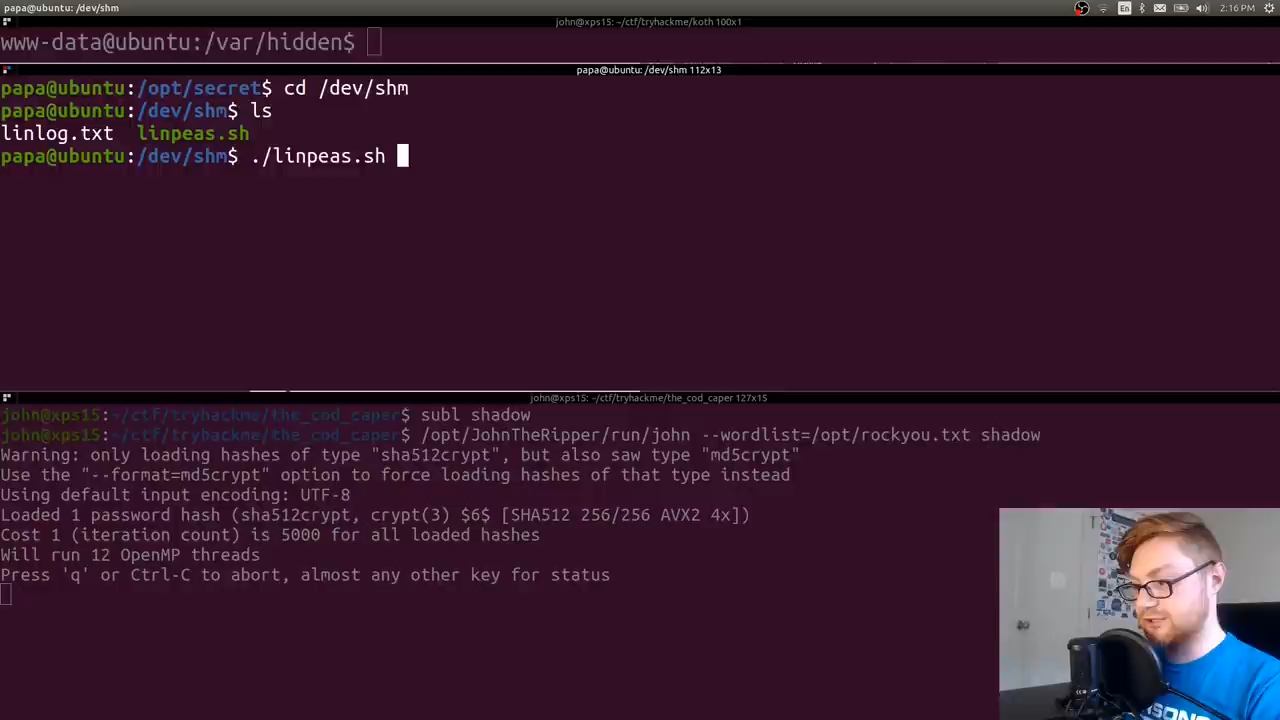 papa@ubuntu: /dev/shm
En
2:16 PM
john@xps15: ~/ctf/tryhackme/koth 100x1
www-data@ubuntu:/var/hidden$
papa@ubuntu: /dev/shm 112x13
papa@ubuntu:/opt/secret$ cd /dev/shm
papa@ubuntu:/dev/shm$ ls
linlog.txt linpeas.sh
papa@ubuntu:/dev/shm$ ./linpeas.sh
john@xps15: ~/ctf/tryhackme/the_cod_caper 127x15
john@xps15:~/ctf/tryhackme/the_cod_caper$ subl shadow
john@xps15:~/ctf/tryhackme/the_cod_caper$ /opt/JohnTheRipper/run/john --wordlist=/opt/rockyou.txt shadow
Warning: only loading hashes of type "sha512crypt", but also saw type "md5crypt"
Use the "--format=md5crypt" option to force loading hashes of that type instead
Using default input encoding: UTF-8
Loaded 1 password hash (sha512crypt, crypt(3) $6$ [SHA512 256/256 AVX2 4x])
Cost 1 (iteration count) is 5000 for all loaded hashes
Will run 12 OpenMP threads
Press 'q' or Ctrl-C to abort, almost any other key for status